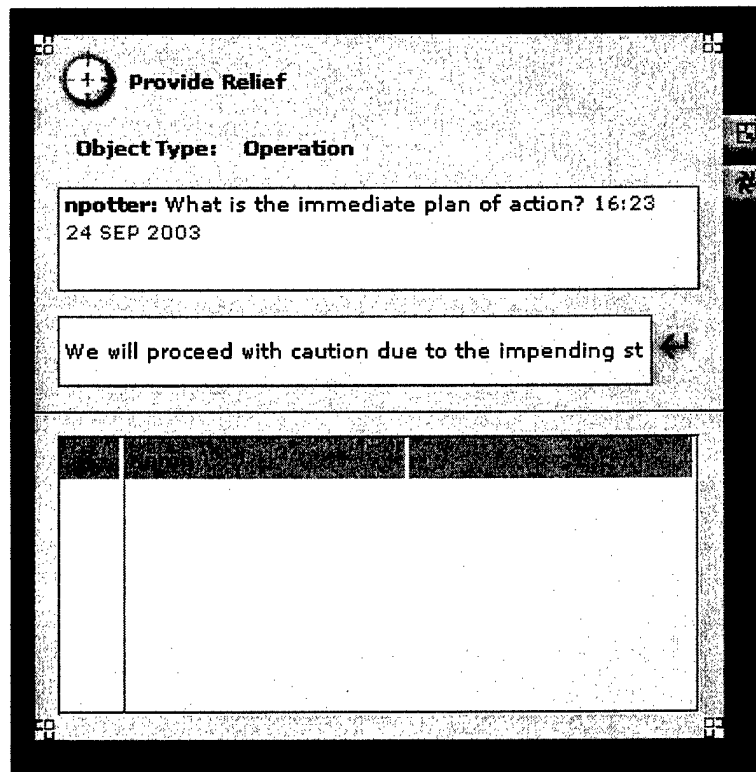 Provide Relief
Object Type: Operation
npotter: What is the immediate plan of action? 16:23
24 SEP 2003
We will proceed with caution due to the impending st